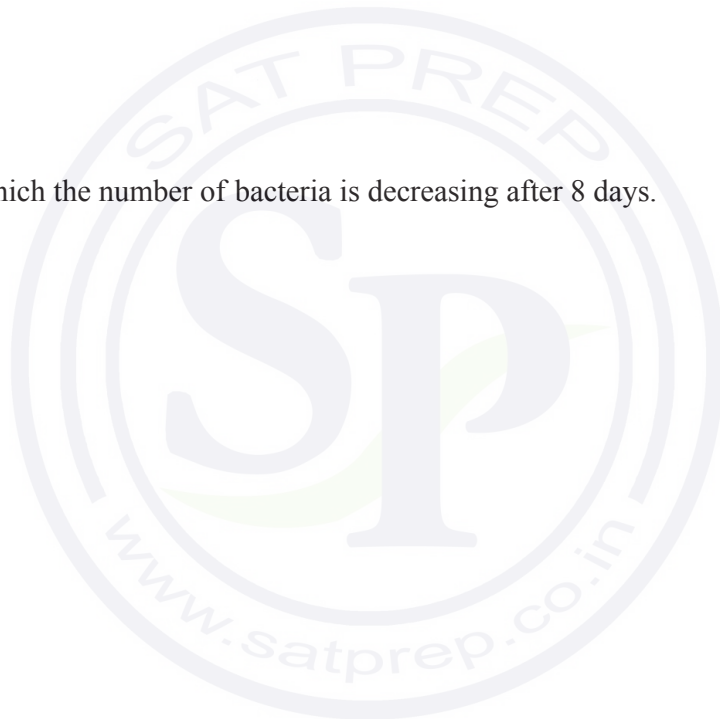 SAT PREP
hich the number of bacteria is decreasing after 8 days.
SP
www.satprep.co.in